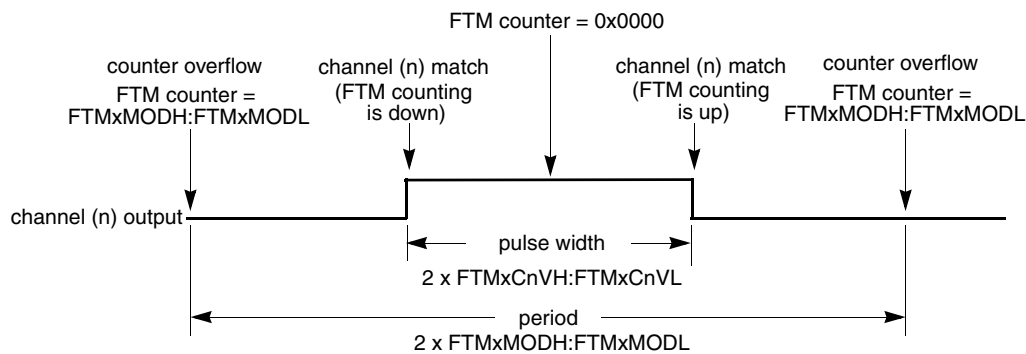 FTM counter = 0x0000
counter overflow
FTM counter =
FTMxMODH:FTMxMODL
channel (n) match
(FTM counting
is down)
channel (n) match
(FTM counting
is up)
counter overflow
FTM counter =
FTMxMODH:FTMxMODL
channel (n) output
pulse width
2 x FTMxCnVH:FTMxCnVL
period
2 x FTMxMODH:FTMxMODL